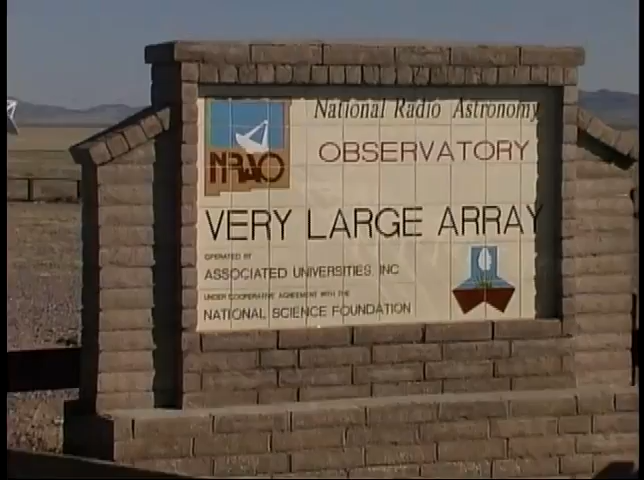 National Radio Astronomy
OBSERVATORY
NRAO
VERY LARGE ARRAY
OPERATED BY
ASSOCIATED UNIVERSITIES, INC
UNDER COOPERATIVE AGREEMENT WITH THE
NATIONAL SCIENCE FOUNDATION